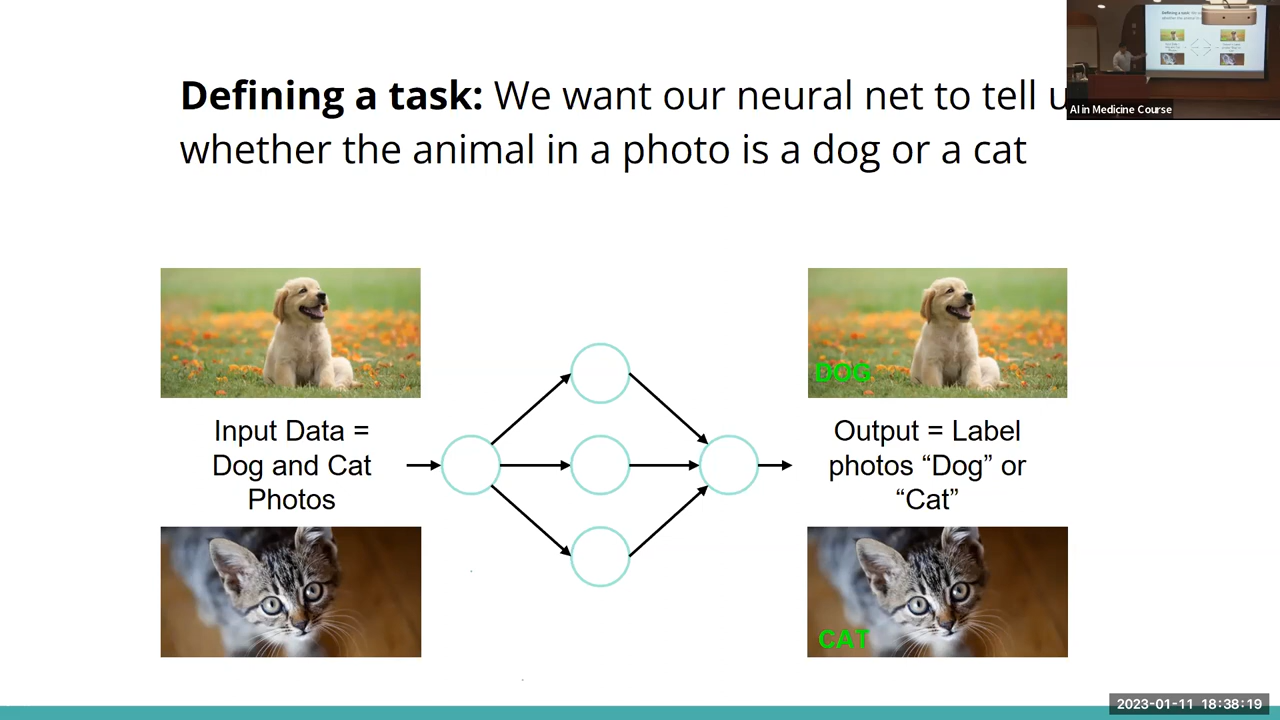 Defining a task: We want our neural net to tell u
whether the animal in a photo is a dog or a cat
AI in Medicine Course
DOG
Input Data =
Dog and Cat
Photos
Output = Label
photos “Dog” or
“Cat”
CAT
2023-01-11 18:38:19